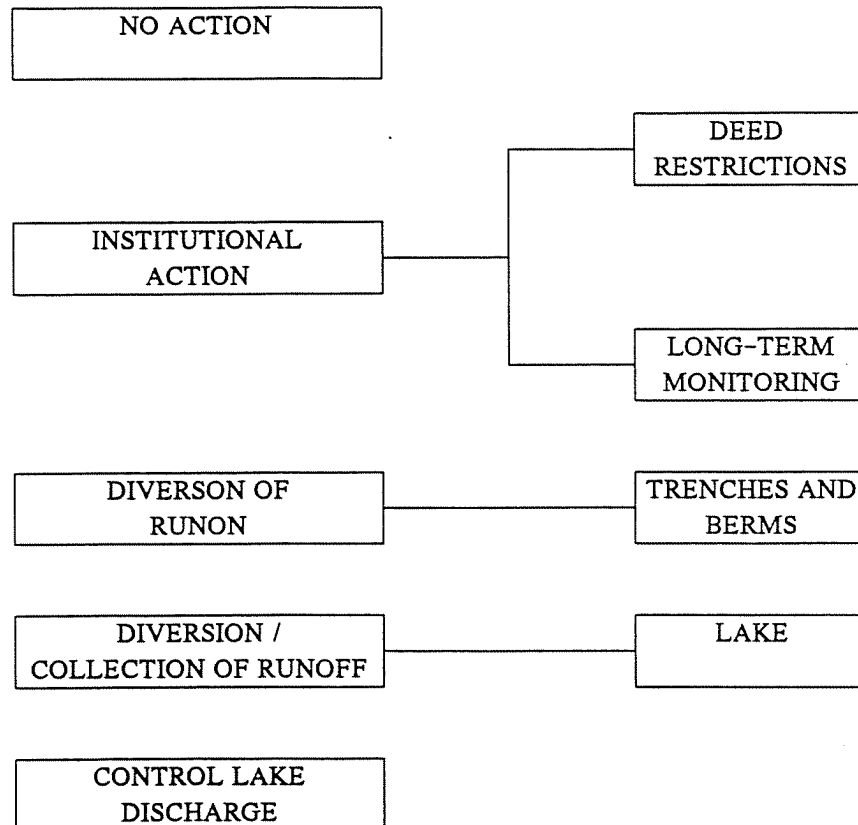 NO ACTION
DEED
RESTRICTIONS
INSTITUTIONAL
ACTION
LONG-TERM
MONITORING
DIVERSON OF
RUNON
TRENCHES AND
BERMS
DIVERSION /
COLLECTION OF RUNOFF
LAKE
CONTROL LAKE
DISCHARGE